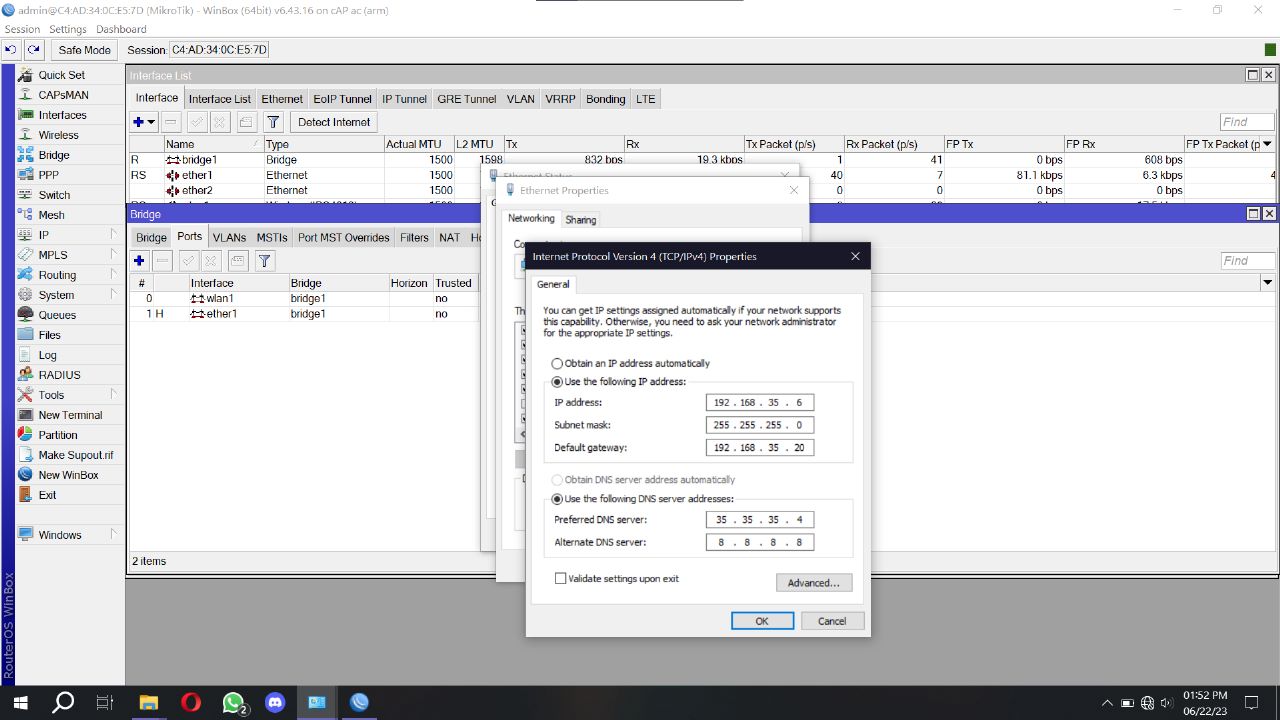 admin@C4:AD:34:0C:E5:7D (MikroTik) - WinBox (64bit) v6.43.16 on cAP ac (arm)
Session Settings Dashboard
Safe Mode Session: C4:AD:34:0C:E5:7D
Quick Set
CAPsMAN
Interfaces
Wireless
Bridge
PPP
Switch
Mesh
IP
MPLS
Routing
System
Queues
Files
Log
RADIUS
Tools
New Terminal
Partition
Make Supout.rif
New WinBox
Exit
Windows
RouterOS WinBox
Interface List
Interface Interface List Ethernet EoIP Tunnel IP Tunnel GRE Tunnel VLAN VRRP Bonding LTE
Detect Internet Find
Name Type Actual MTU L2 MTU Tx Rx Tx Packet (p/s) Rx Packet (p/s) FP Tx FP Rx FP Tx Packet (p
R bridge1 Bridge 1500 1598 832 bps 19.3 kbps 1 41 0 bps 608 bps
RS ether1 Ethernet 1500 40 7 81.1 kbps 6.3 kbps 4
ether2 Ethernet 1500 0 0 0 bps 0 bps
Bridge
Bridge Ports VLANs MSTIs Port MST Overrides Filters NAT
Find
# Interface Bridge Horizon Trusted
0 wlan1 bridge1 no
1 H ether1 bridge1 no
2 items
Ethernet Status
Ethernet Properties
Networking Sharing
Internet Protocol Version 4 (TCP/IPv4) Properties
General
You can get IP settings assigned automatically if your network supports
this capability. Otherwise, you need to ask your network administrator
for the appropriate IP settings.
Obtain an IP address automatically
Use the following IP address:
IP address: 192 . 168 . 35 . 6
Subnet mask: 255 . 255 . 255 . 0
Default gateway: 192 . 168 . 35 . 20
Obtain DNS server address automatically
Use the following DNS server addresses:
Preferred DNS server: 35 . 35 . 35 . 4
Alternate DNS server: 8 . 8 . 8 . 8
Validate settings upon exit
Advanced...
OK Cancel
2
01:52 PM
06/22/23